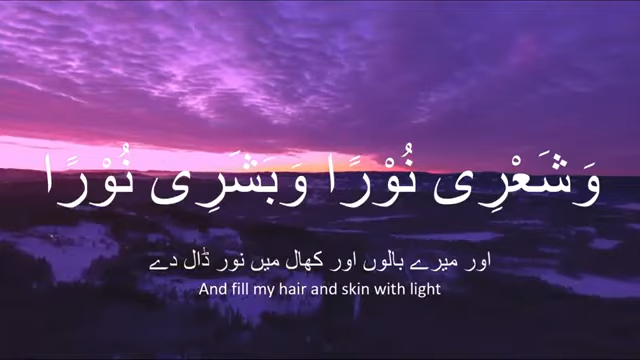 وَشَعْرِی نُوْرًا وَبَشَرِی نُوْرًا
اور میرے بالوں اور کھال میں نور ڈال دے
And fill my hair and skin with light